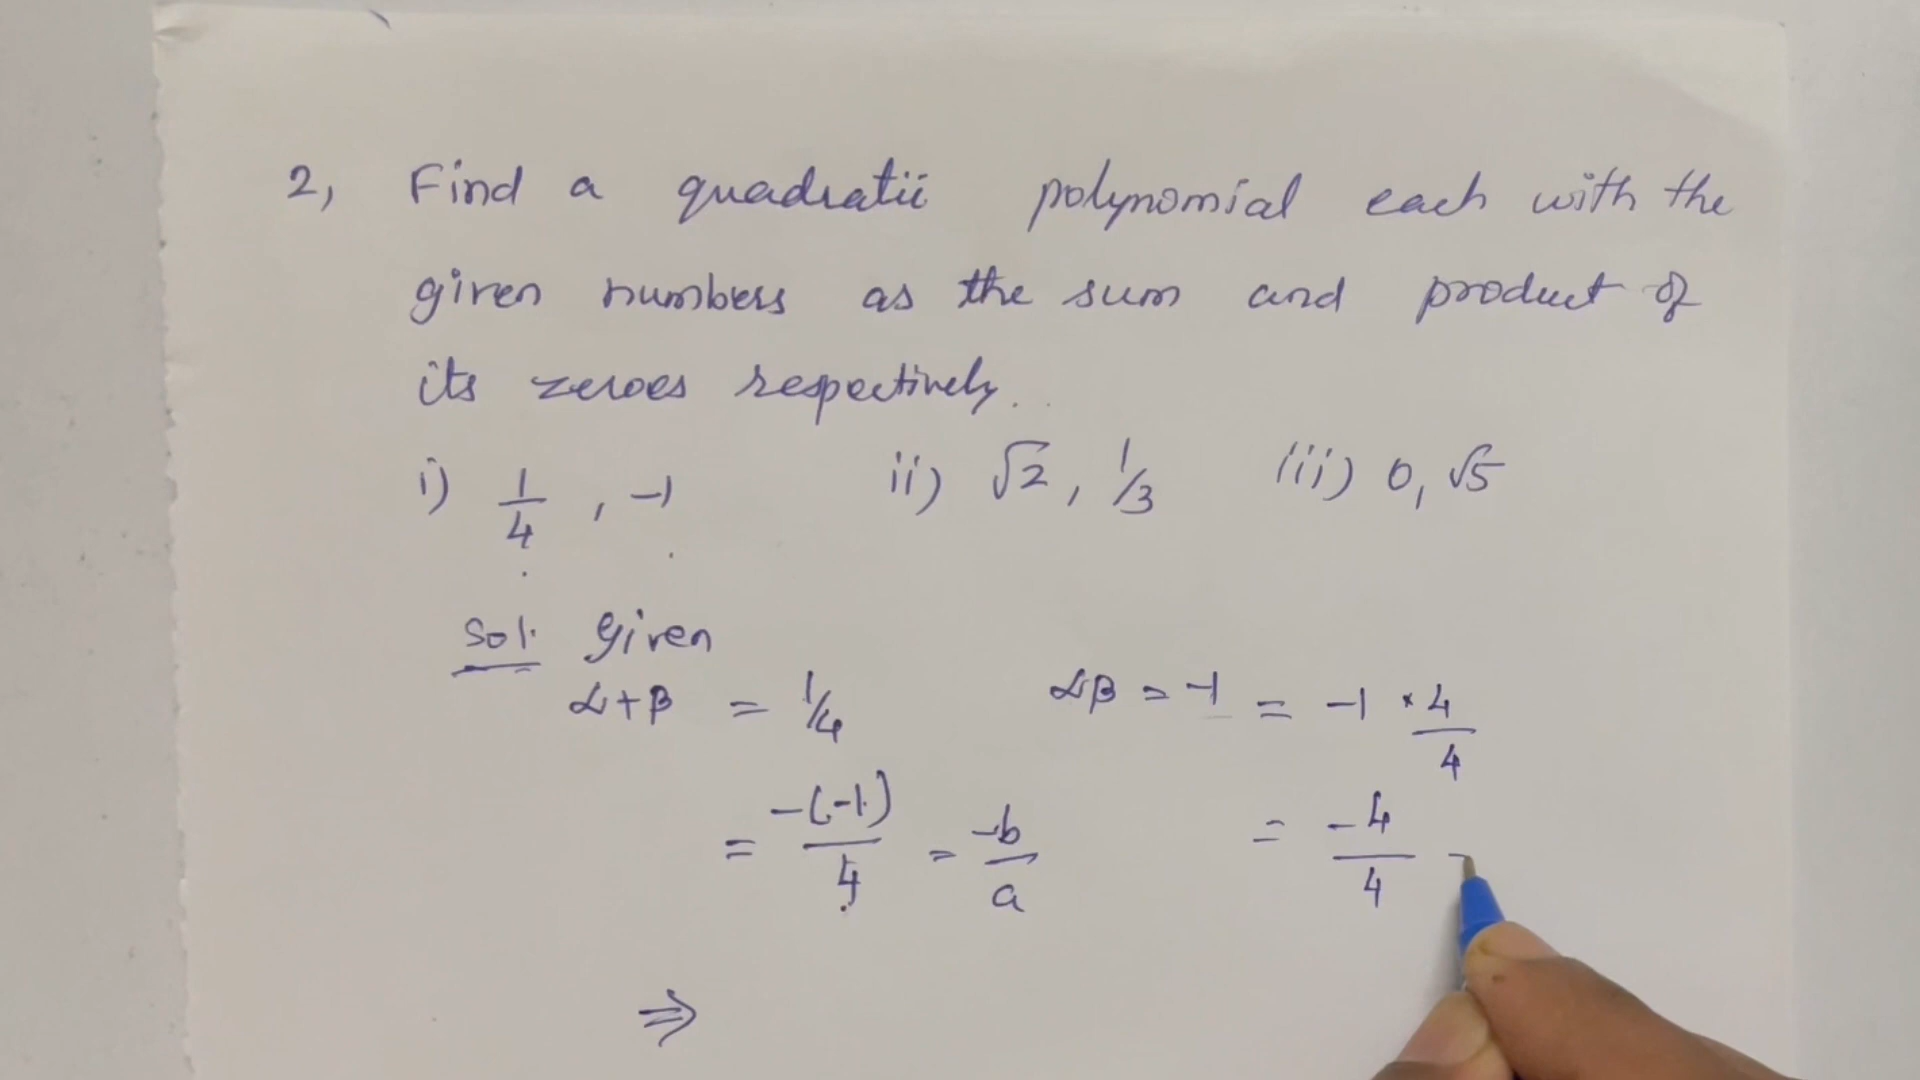 2, Find a quadratic polynomial each with the
given numbers as the sum and product of
its zeroes respectively.
i) 1/4 , -1 ii) √2, 1/3 (iii) 0, √5
Sol: Given
α+β = 1/4 αβ = -1 = -1 × 4/4
= -(-1)/4 = -b/a = -4/4 =
⇒